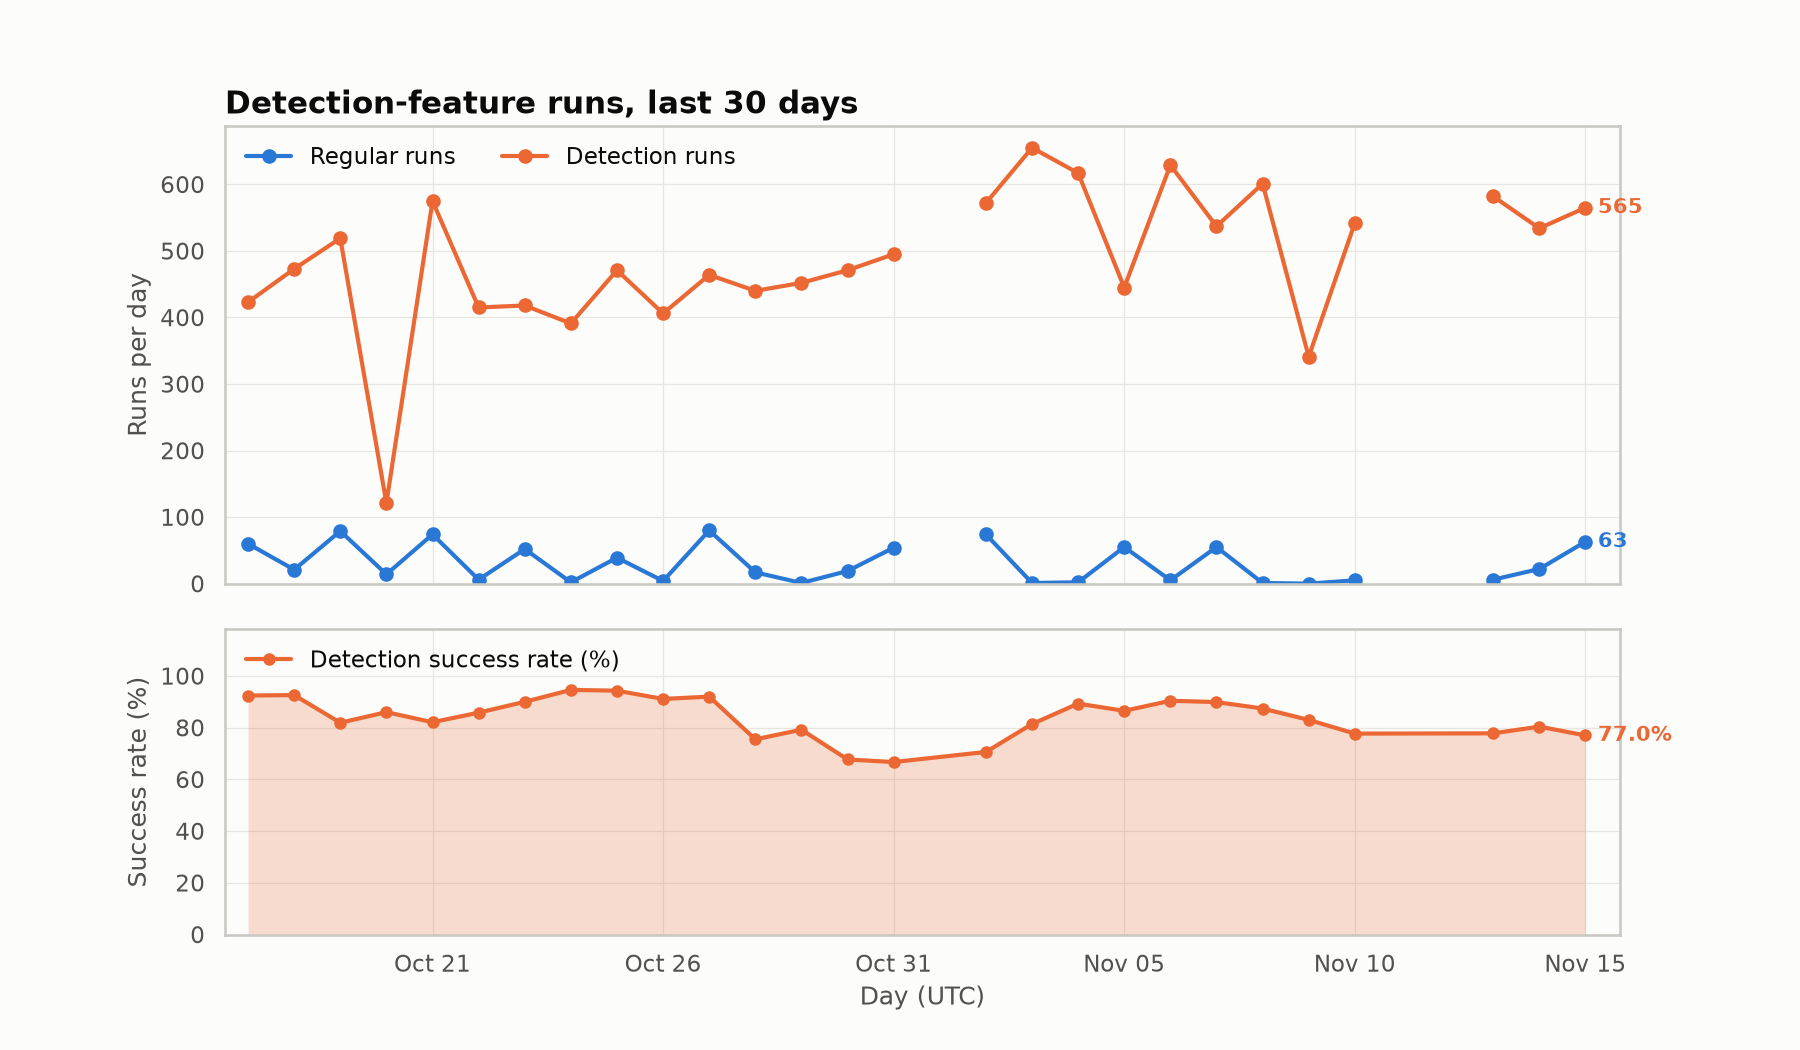 Detection-feature runs, last 30 days
Regular runs
Detection runs
600
500
400
300
200
100
0
Runs per day
565
63
Detection success rate (%)
100
80
60
40
20
0
Success rate (%)
77.0%
Oct 21
Oct 26
Oct 31
Nov 05
Nov 10
Nov 15
Day (UTC)